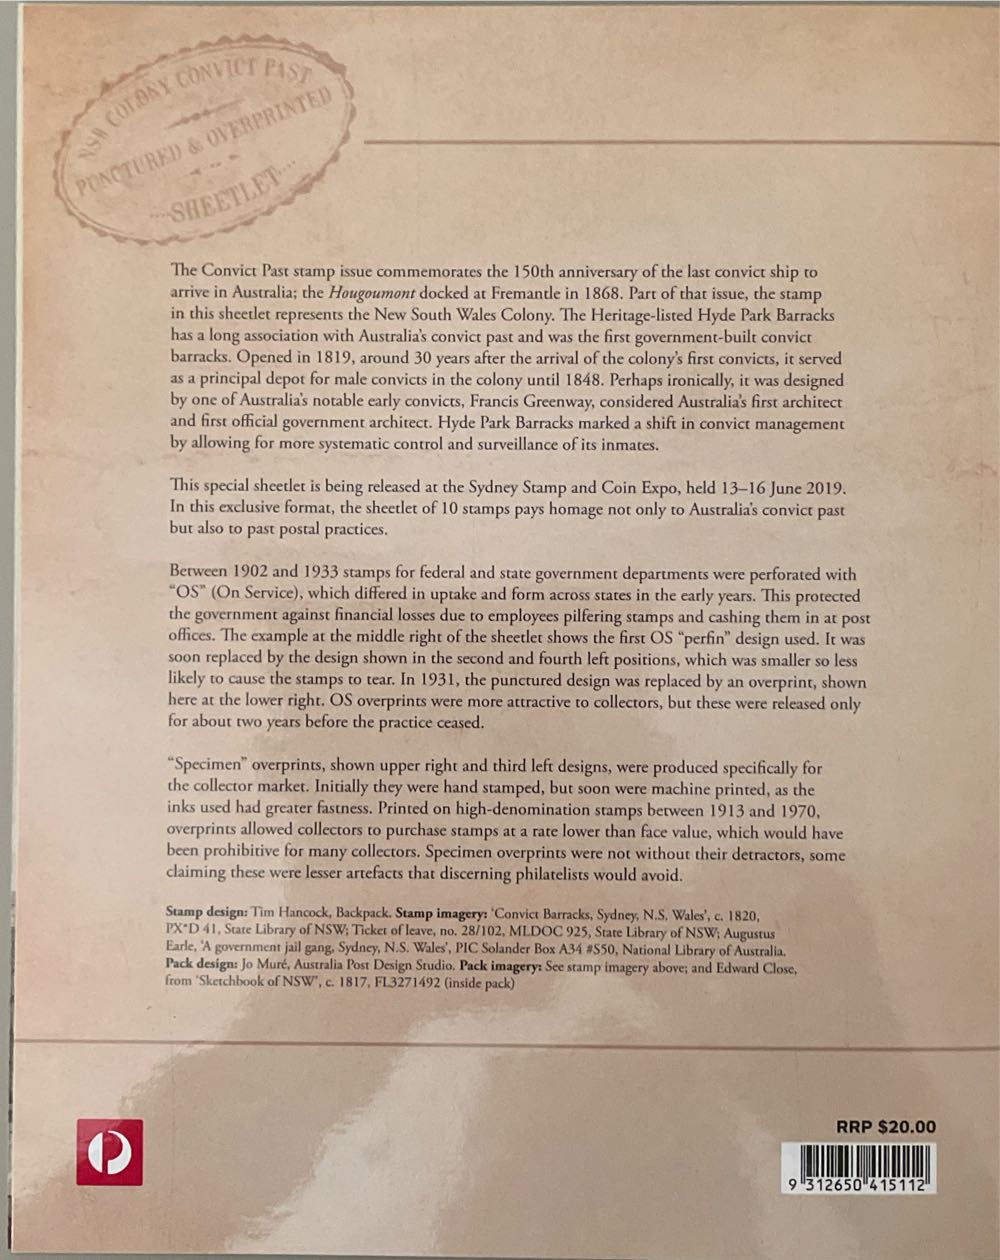 NSW COLONY CONVICT PAST
PUNCTURED & OVERPRINTED
SHEETLET
The Convict Past stamp issue commemorates the 150th anniversary of the last convict ship to
arrive in Australia; the Hougoumont docked at Fremantle in 1868. Part of that issue, the stamp
in this sheetlet represents the New South Wales Colony. The Heritage-listed Hyde Park Barracks
has a long association with Australia's convict past and was the first government-built convict
barracks. Opened in 1819, around 30 years after the arrival of the colony's first convicts, it served
as a principal depot for male convicts in the colony until 1848. Perhaps ironically, it was designed
by one of Australia's notable early convicts, Francis Greenway, considered Australia's first architect
and first official government architect. Hyde Park Barracks marked a shift in convict management
by allowing for more systematic control and surveillance of its inmates.
This special sheetlet is being released at the Sydney Stamp and Coin Expo, held 13–16 June 2019.
In this exclusive format, the sheetlet of 10 stamps pays homage not only to Australia's convict past
but also to past postal practices.
Between 1902 and 1933 stamps for federal and state government departments were perforated with
“OS” (On Service), which differed in uptake and form across states in the early years. This protected
the government against financial losses due to employees pilfering stamps and cashing them in at post
offices. The example at the middle right of the sheetlet shows the first OS “perfin” design used. It was
soon replaced by the design shown in the second and fourth left positions, which was smaller so less
likely to cause the stamps to tear. In 1931, the punctured design was replaced by an overprint, shown
here at the lower right. OS overprints were more attractive to collectors, but these were released only
for about two years before the practice ceased.
“Specimen” overprints, shown upper right and third left designs, were produced specifically for
the collector market. Initially they were hand stamped, but soon were machine printed, as the
inks used had greater fastness. Printed on high-denomination stamps between 1913 and 1970,
overprints allowed collectors to purchase stamps at a rate lower than face value, which would have
been prohibitive for many collectors. Specimen overprints were not without their detractors, some
claiming these were lesser artefacts that discerning philatelists would avoid.
Stamp design: Tim Hancock, Backpack. Stamp imagery: ‘Convict Barracks, Sydney, N.S. Wales’, c. 1820,
PX*D 41, State Library of NSW; Ticket of leave, no. 28/102, MLDOC 925, State Library of NSW; Augustus
Earle, ‘A government jail gang, Sydney, N.S. Wales’, PIC Solander Box A34 #S50, National Library of Australia.
Pack design: Jo Muré, Australia Post Design Studio. Pack imagery: See stamp imagery above; and Edward Close,
from ‘Sketchbook of NSW’, c. 1817, FL3271492 (inside pack)
RRP $20.00
9 312650 415112